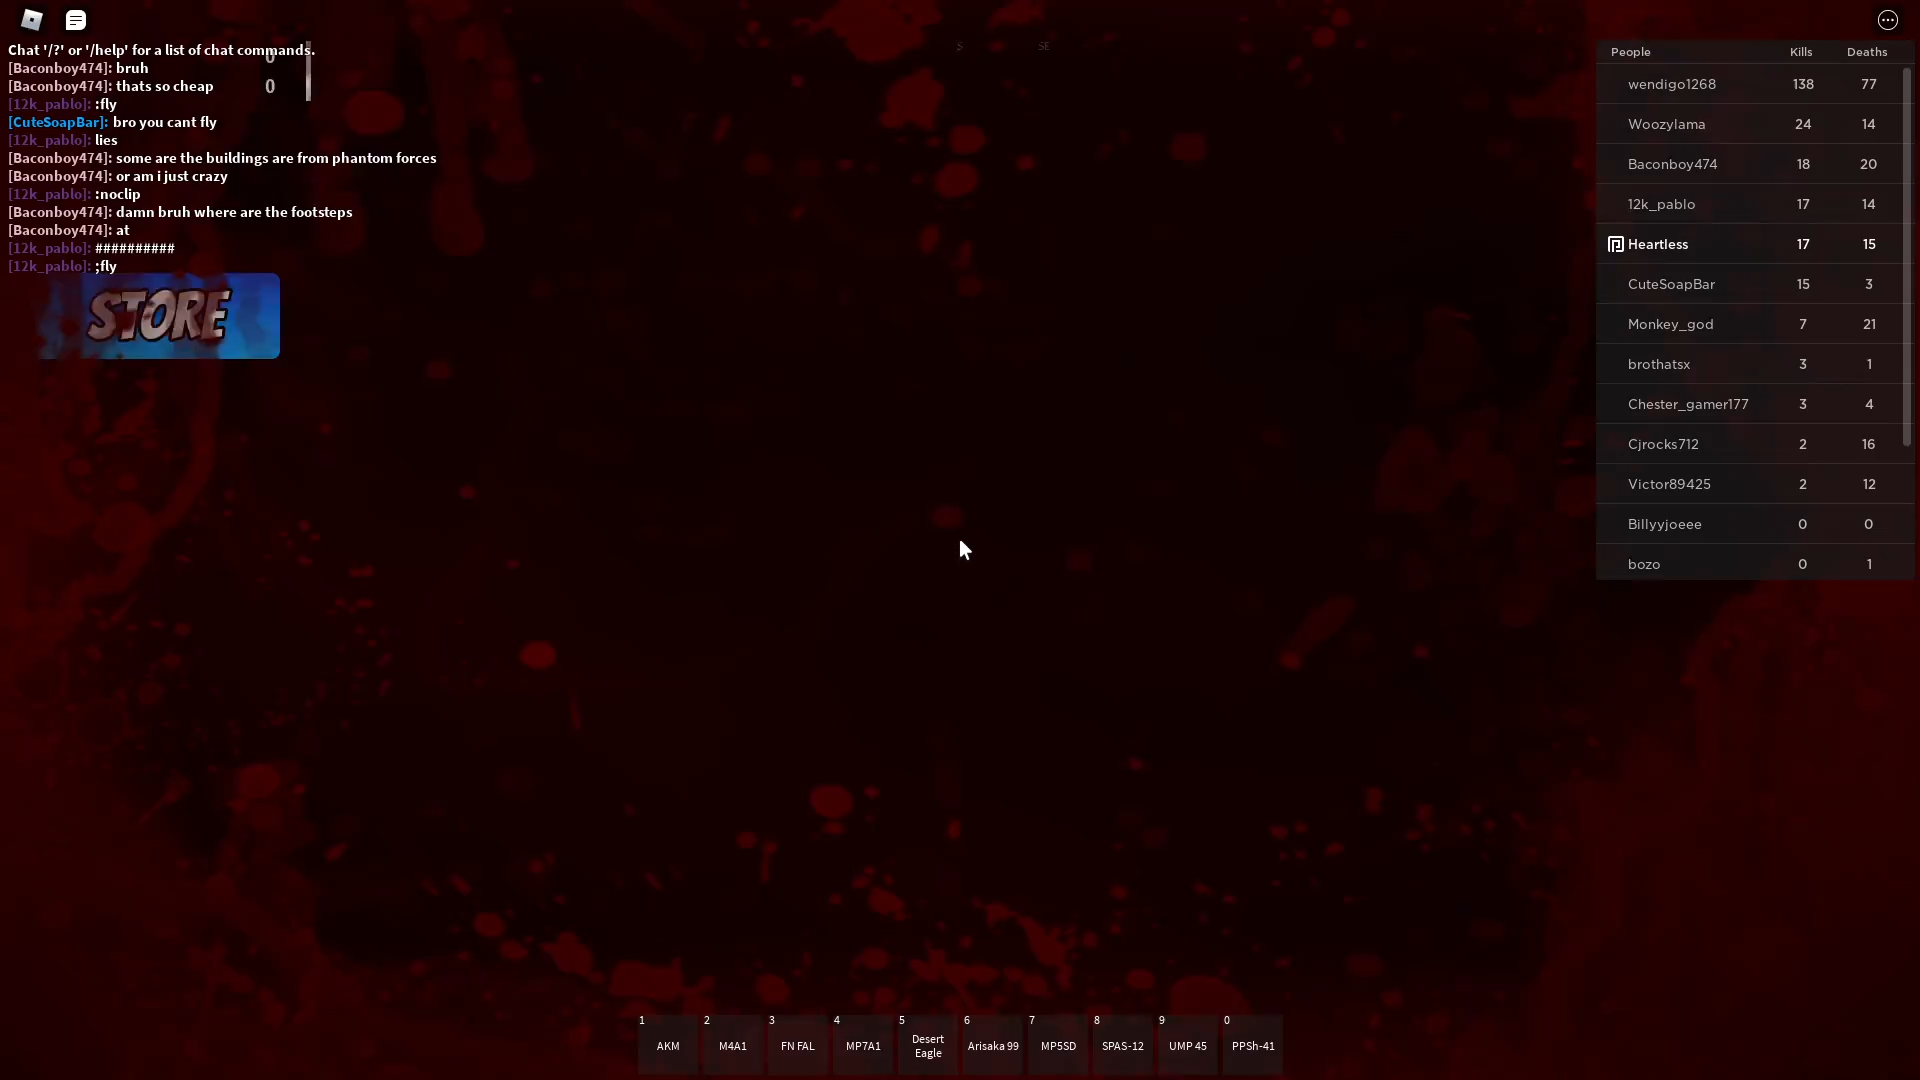 Chat '/?' or '/help' for a list of chat commands.
[Baconboy474]: bruh
[Baconboy474]: thats so cheap
[12k_pablo]: :fly
[CuteSoapBar]: bro you cant fly
[12k_pablo]: lies
[Baconboy474]: some are the buildings are from phantom forces
[Baconboy474]: or am i just crazy
[12k_pablo]: :noclip
[Baconboy474]: damn bruh where are the footsteps
[Baconboy474]: at
[12k_pablo]: ##########
[12k_pablo]: ;fly
0
0
STORE
S SE
People Kills Deaths
wendigo1268 138 77
Woozylama 24 14
Baconboy474 18 20
12k_pablo 17 14
Heartless 17 15
CuteSoapBar 15 3
Monkey_god 7 21
brothatsx 3 1
Chester_gamer177 3 4
Cjrocks712 2 16
Victor89425 2 12
Billyyjoeee 0 0
bozo 0 1
1 2 3 4 5 6 7 8 9 0
AKM M4A1 FN FAL MP7A1 Desert Eagle Arisaka 99 MP5SD SPAS-12 UMP 45 PPSh-41